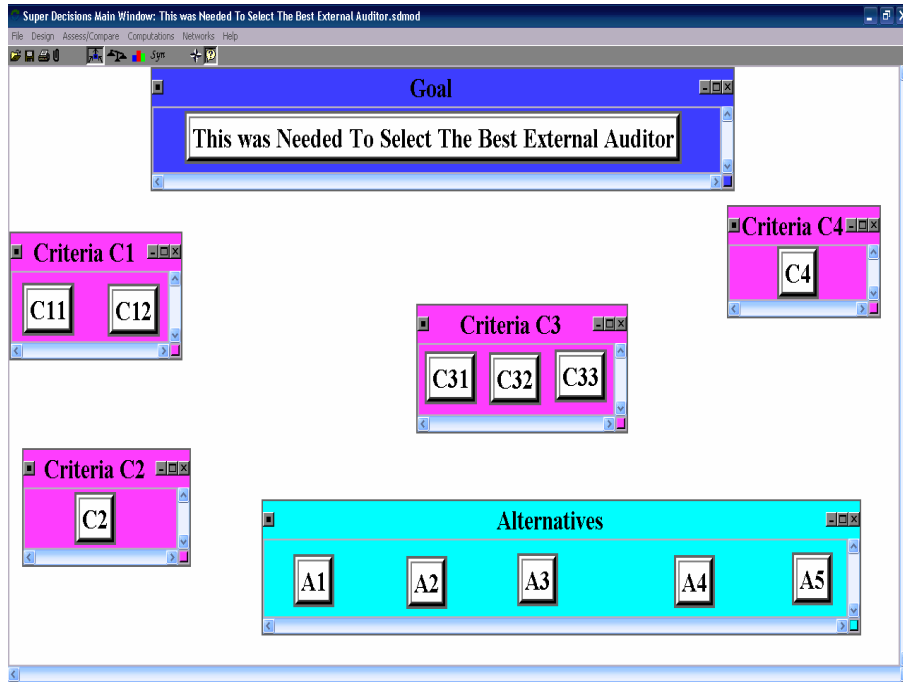 Super Decisions Main Window: This was Needed To Select The Best External Auditor.sdmod
File Design Assess/Compare Computations Networks Help
Syn
Goal
This was Needed To Select The Best External Auditor
Criteria C4
C4
Criteria C1
C11 C12
Criteria C3
C31 C32 C33
Criteria C2
C2
Alternatives
A1 A2 A3 A4 A5